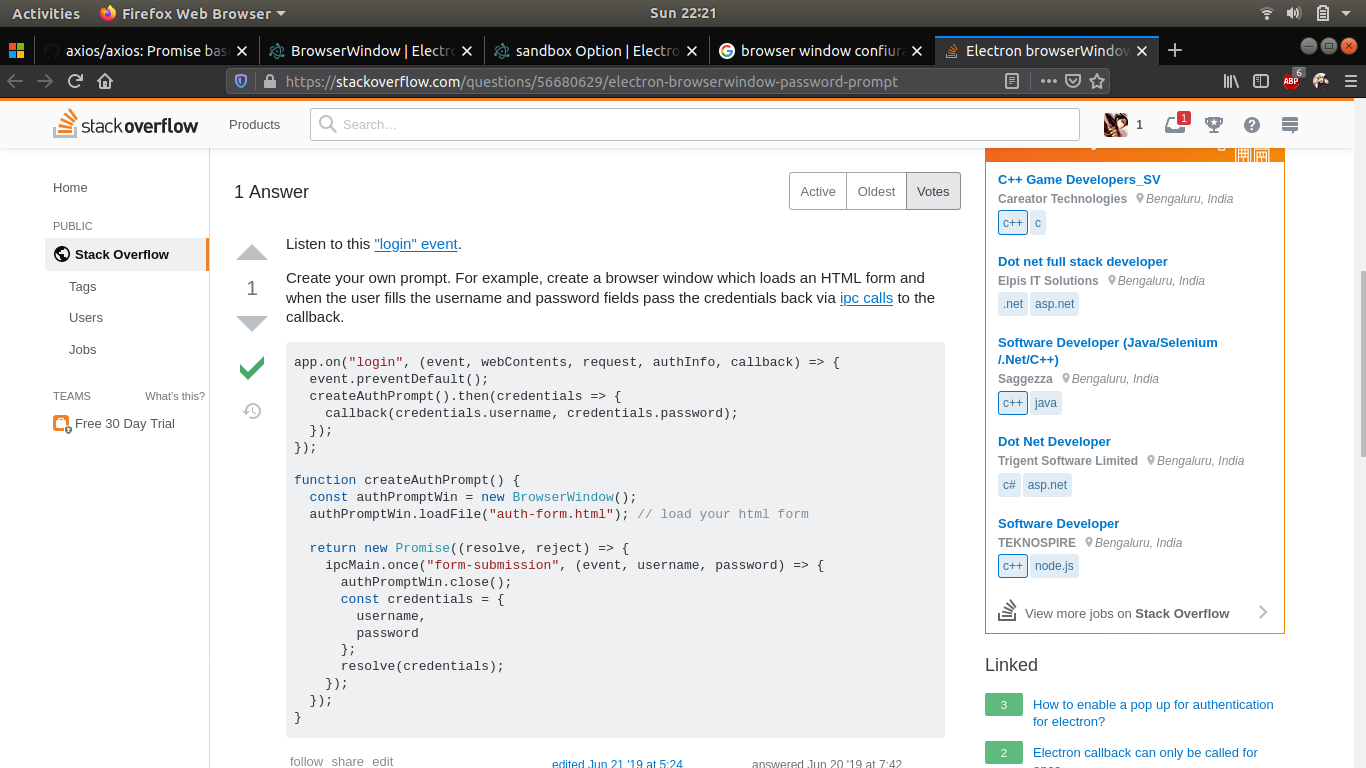 Activities
Firefox Web Browser
Sun 22:21
axios/axios: Promise bas
BrowserWindow | Electro
sandbox Option | Electro
browser window confiura
Electron browserWindow
https://stackoverflow.com/questions/56680629/electron-browserwindow-password-prompt
ABP
6
stackoverflow
Products
Search…
1
1
Home
PUBLIC
Stack Overflow
Tags
Users
Jobs
TEAMS
What's this?
Free 30 Day Trial
1 Answer
Active
Oldest
Votes
1
Listen to this "login" event.
Create your own prompt. For example, create a browser window which loads an HTML form and
when the user fills the username and password fields pass the credentials back via ipc calls to the
callback.
app.on("login", (event, webContents, request, authInfo, callback) => {
  event.preventDefault();
  createAuthPrompt().then(credentials => {
    callback(credentials.username, credentials.password);
  });
});
function createAuthPrompt() {
  const authPromptWin = new BrowserWindow();
  authPromptWin.loadFile("auth-form.html"); // load your html form
  return new Promise((resolve, reject) => {
    ipcMain.once("form-submission", (event, username, password) => {
      authPromptWin.close();
      const credentials = {
        username,
        password
      };
      resolve(credentials);
    });
  });
}
follow share edit
edited Jun 21 '19 at 5:24
answered Jun 20 '19 at 7:42
C++ Game Developers_SV
Careator Technologies
Bengaluru, India
c++
c
Dot net full stack developer
Elpis IT Solutions
Bengaluru, India
.net
asp.net
Software Developer (Java/Selenium
/.Net/C++)
Saggezza
Bengaluru, India
c++
java
Dot Net Developer
Trigent Software Limited
Bengaluru, India
c#
asp.net
Software Developer
TEKNOSPIRE
Bengaluru, India
c++
node.js
View more jobs on Stack Overflow
Linked
3
How to enable a pop up for authentication
for electron?
2
Electron callback can only be called for